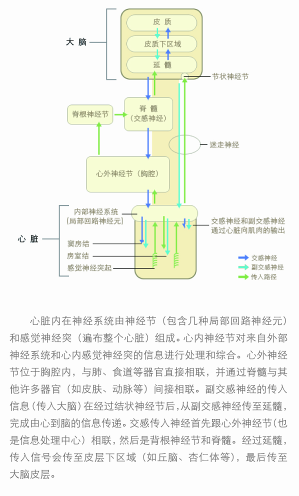 皮 质
大 脑
皮质下区域
延 髓
节状神经节
脊根神经节
脊 髓
(交感神经)
迷走神经
心外神经节（胸腔）
内部神经系统
(局部回路神经元)
交感神经和副交感神经
通过心脏向肌肉的输出
心 脏
窦房结
房室结
感觉神经突起
交感神经
副交感神经
传入路径
心脏内在神经系统由神经节（包含几种局部回路神经元）
和感觉神经突（遍布整个心脏）组成。心内神经节对来自外部
神经系统和心内感觉神经突的信息进行处理和综合。心外神经
节位于胸腔内，与肺、食道等器官直接相联，并通过脊髓与其
他许多器官（如皮肤、动脉等）间接相联。副交感神经的传入
信息（传入大脑）在经过结状神经节后，从副交感神经传至延髓，
完成由心到脑的信息传递。交感传入神经首先跟心外神经节（也
是信息处理中心）相联，然后是背根神经节和脊髓。经过延髓，
传入信号会传至皮层下区域（如丘脑、杏仁体等），最后传至
大脑皮层。